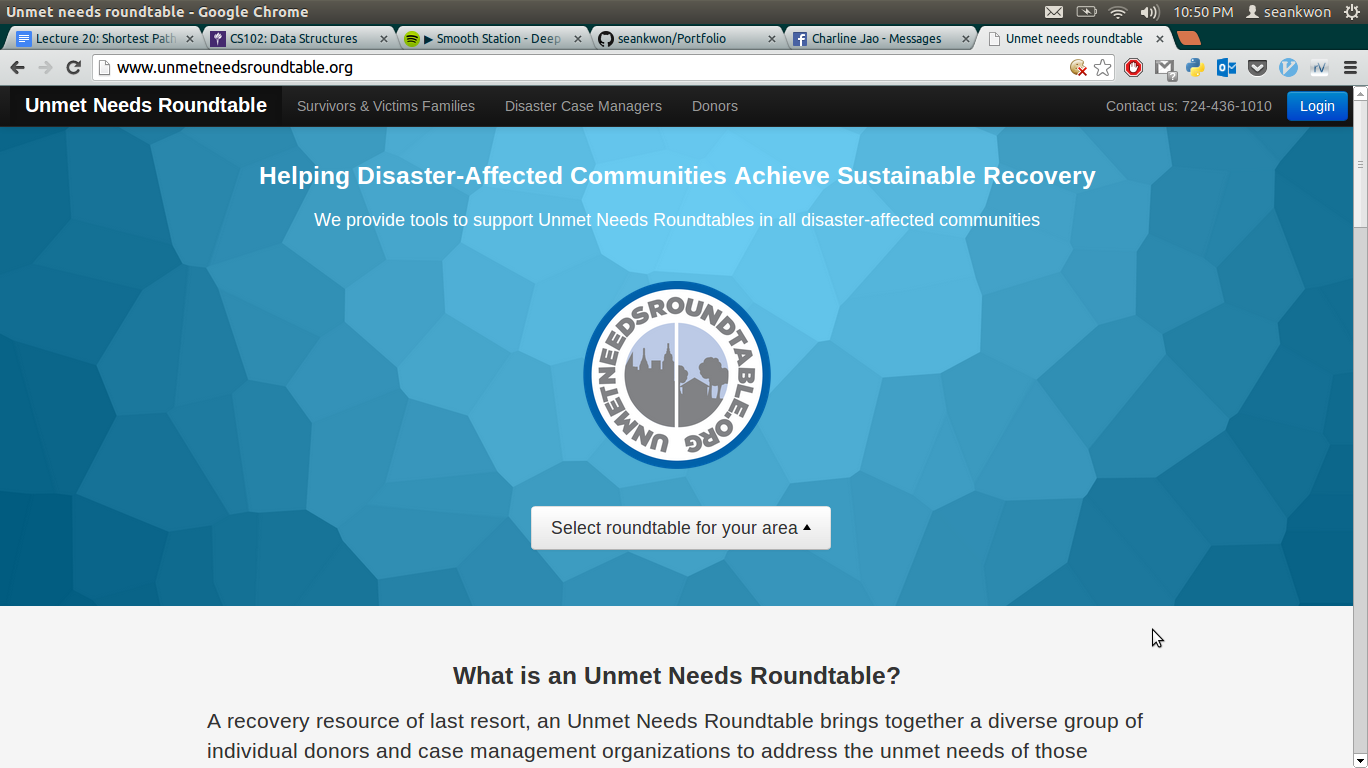 Unmet needs roundtable - Google Chrome
10:50 PM
seankwon
Lecture 20: Shortest Path
CS102: Data Structures
▶ Smooth Station - Deep
seankwon/Portfolio
Charline Jao - Messages
Unmet needs roundtable
www.unmetneedsroundtable.org
rV
Unmet Needs Roundtable
Survivors & Victims Families
Disaster Case Managers
Donors
Contact us: 724-436-1010
Login
Helping Disaster-Affected Communities Achieve Sustainable Recovery
We provide tools to support Unmet Needs Roundtables in all disaster-affected communities
UNMETNEEDSROUNDTABLE.ORG
Select roundtable for your area
What is an Unmet Needs Roundtable?
A recovery resource of last resort, an Unmet Needs Roundtable brings together a diverse group of
individual donors and case management organizations to address the unmet needs of those